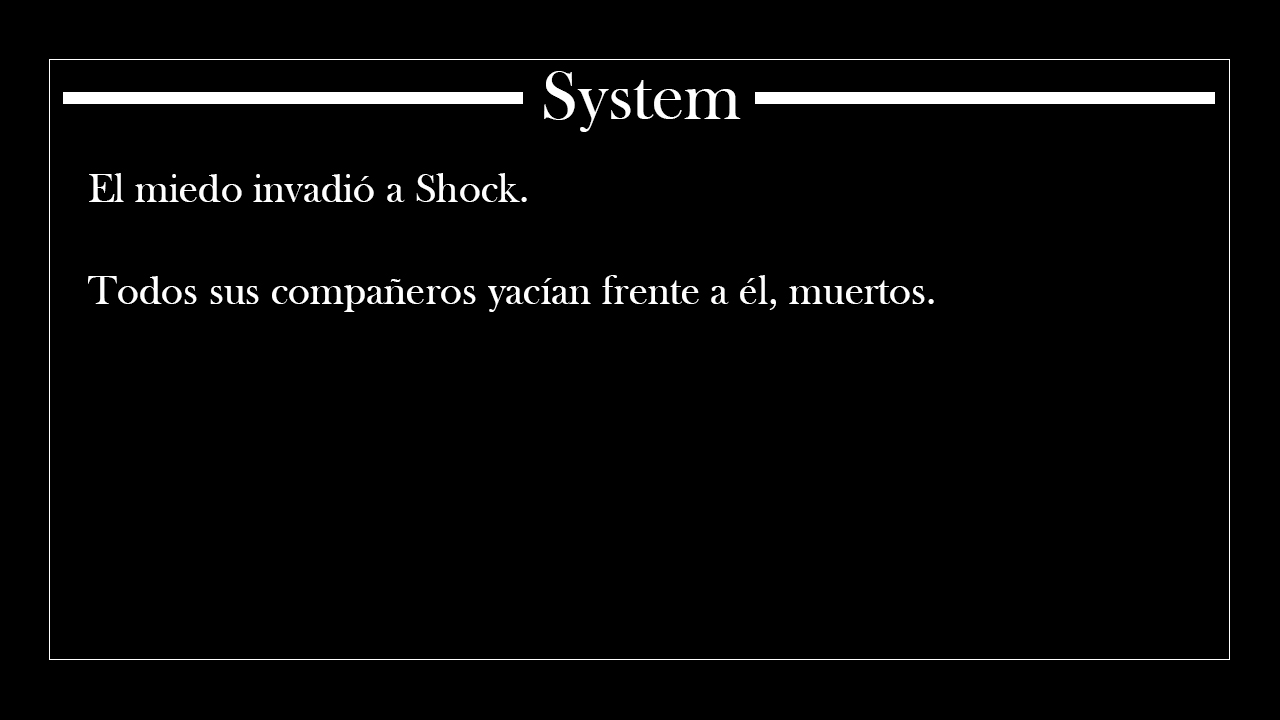 System
El miedo invadió a Shock.
Todos sus compañeros yacían frente a él, muertos.